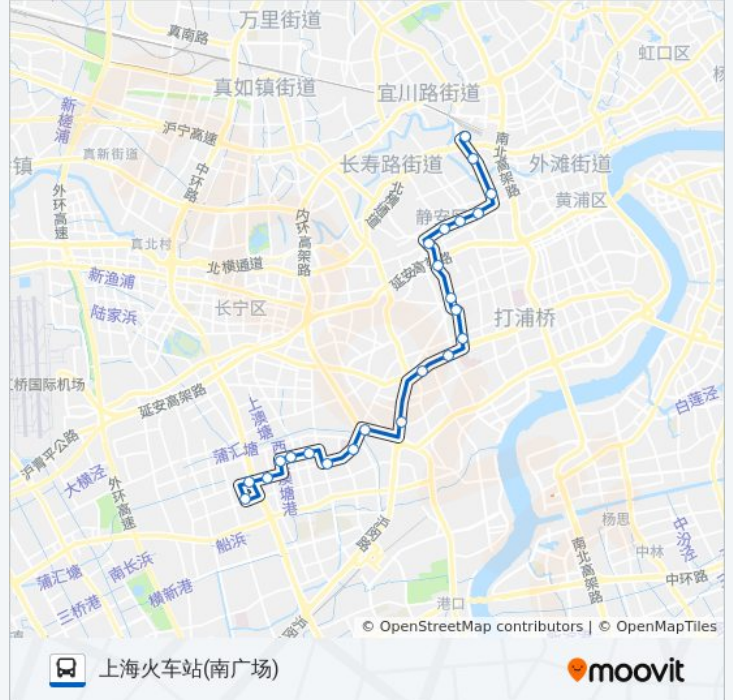 万里街道
真南路
虹口区
真如镇街道
宜川路街道
杨
新槎浦
沪宁高速
南北高架路
真新街道
长寿路街道
外滩街道
镇
中环路
外环高速
北横通道
黄浦区
静安区
内环高架路
真北村
北横通道
延安高架路
新渔浦
长宁区
陆家浜
打浦桥
桥国际机场
延安高架路
上澳塘
白莲泾
沪青平公路
蒲汇塘
大横泾
外环高速
杨思
船浜
沪闵路
中汾泾
南北高架路
中林
南长浜
蒲汇塘
横新港
中环路
三桥港
港口
© OpenStreetMap contributors | © OpenMapTiles
上海火车站(南广场)
moovit